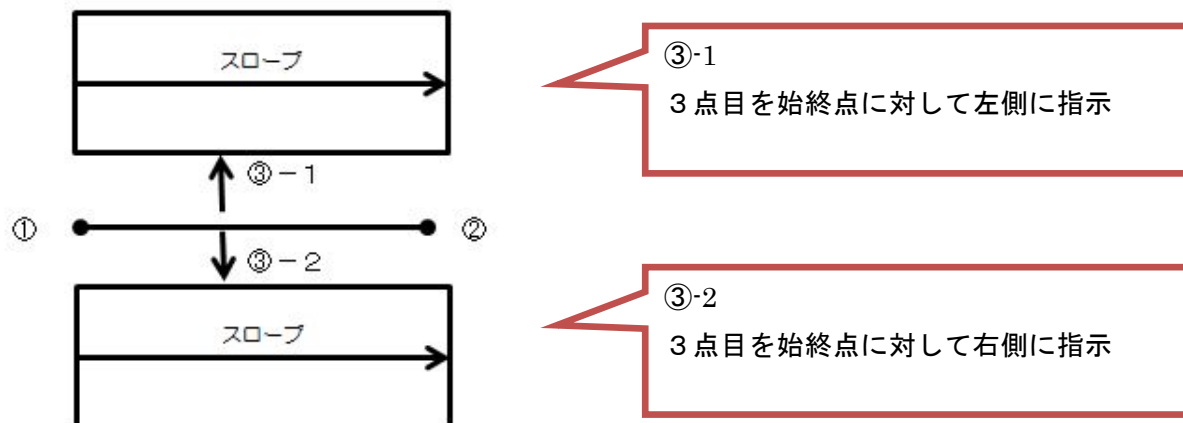 スロープ
③-1
3点目を始終点に対して左側に指示
③-1
① ②
③-2
③-2
3点目を始終点に対して右側に指示
スロープ